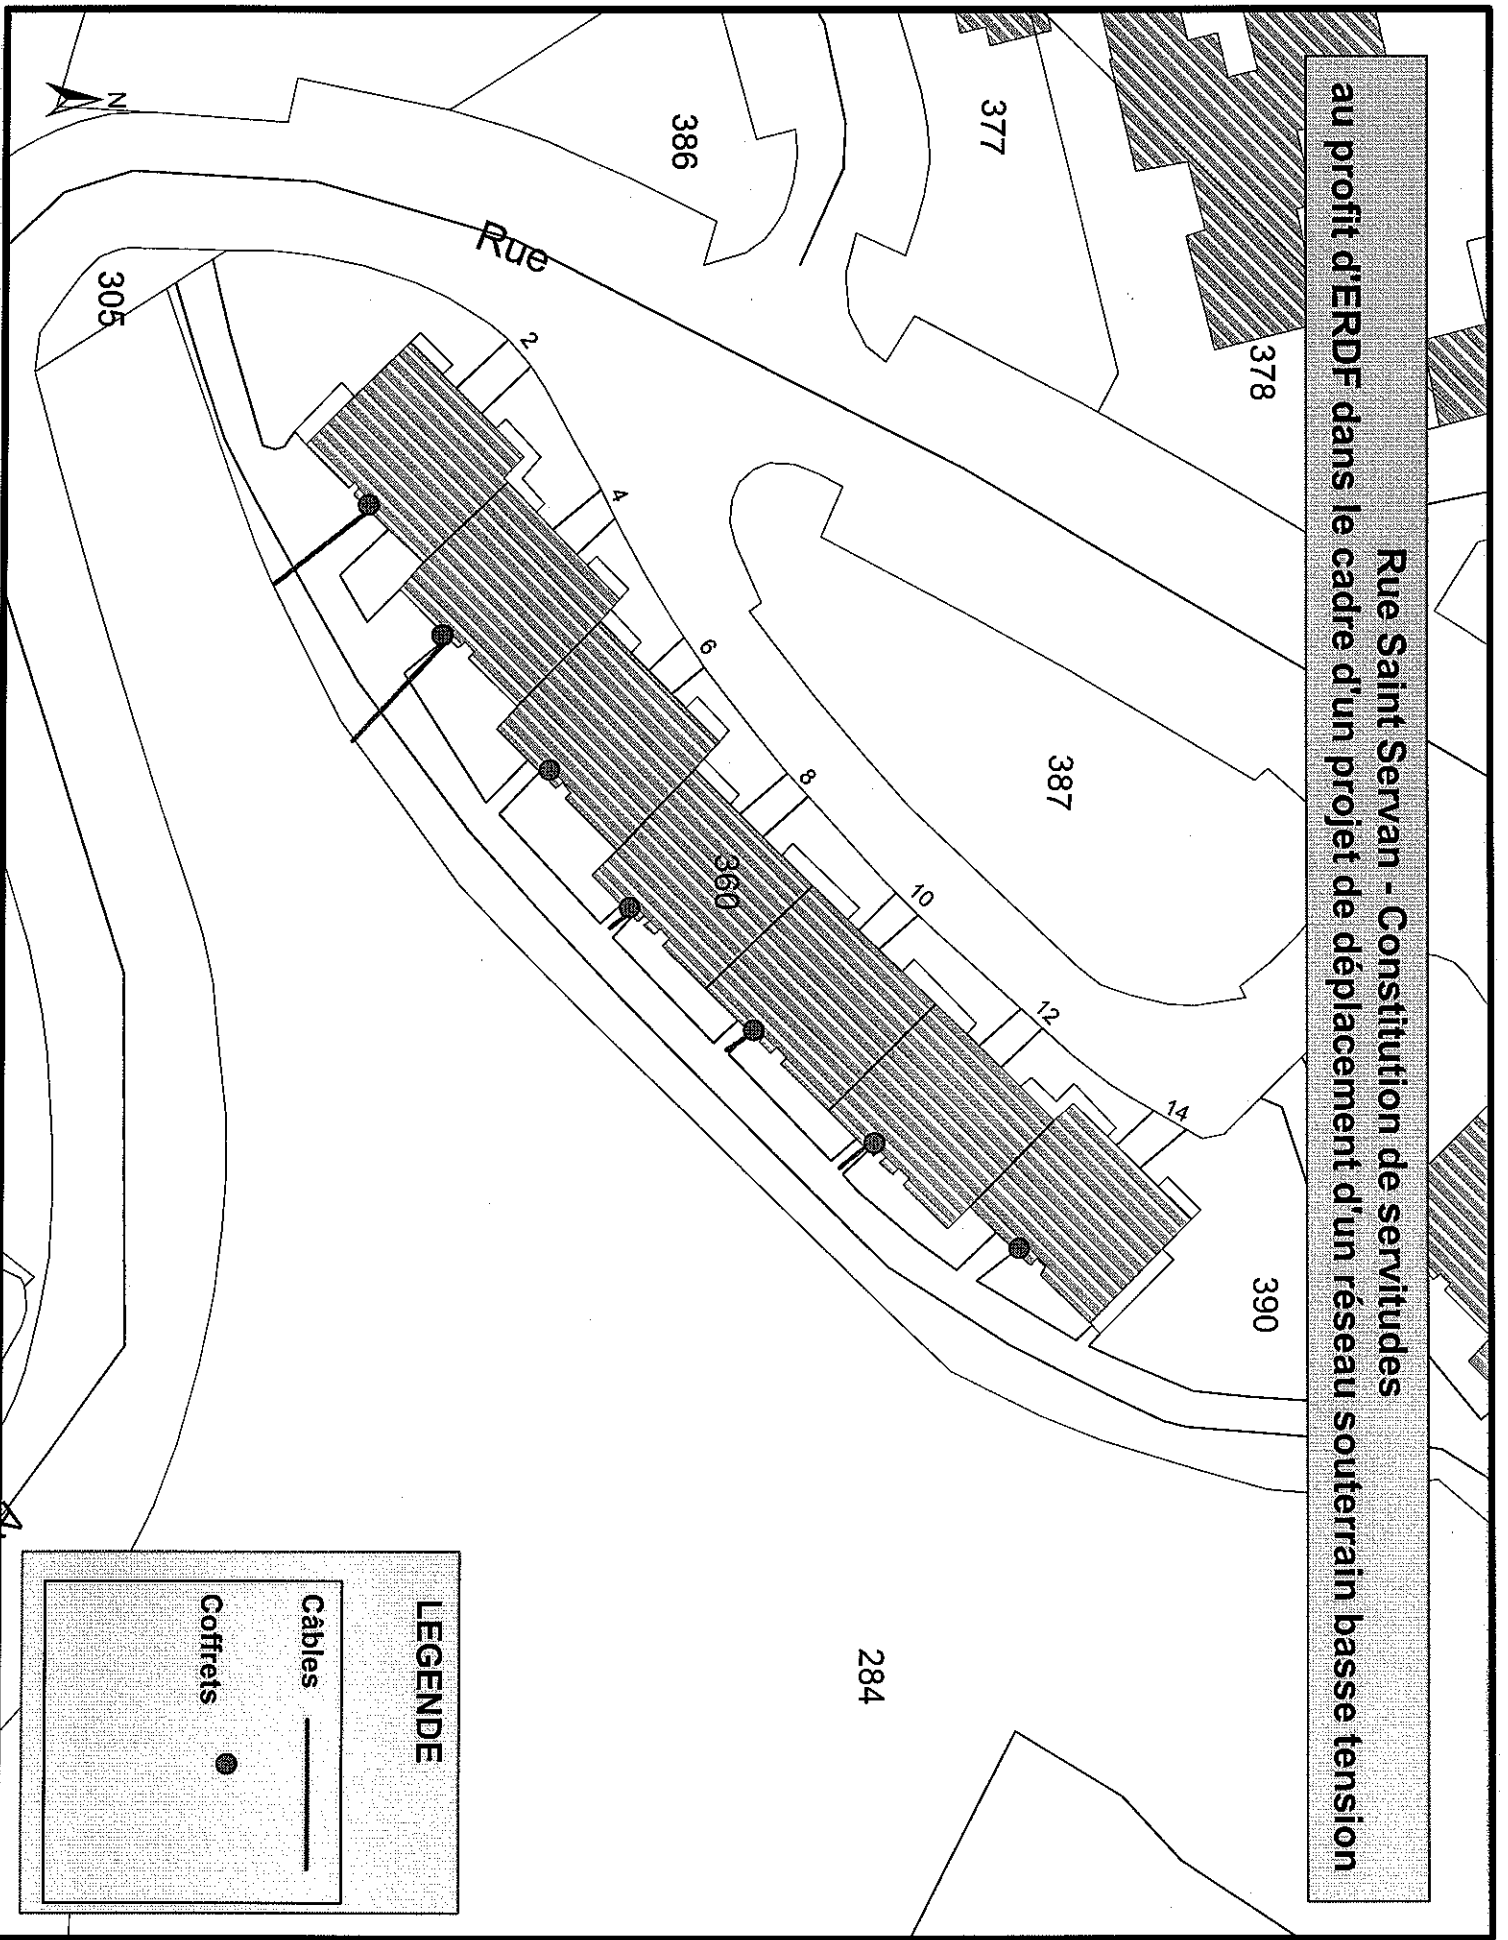 Rue Saint Servan - Constitution de servitudes
au profit d'ERDF dans le cadre d'un projet de déplacement d'un réseau souterrain basse tension
378
377
390
387
386
284
14
12
10
8
6
4
2
360
Rue
305
N
LEGENDE
Câbles
Coffrets